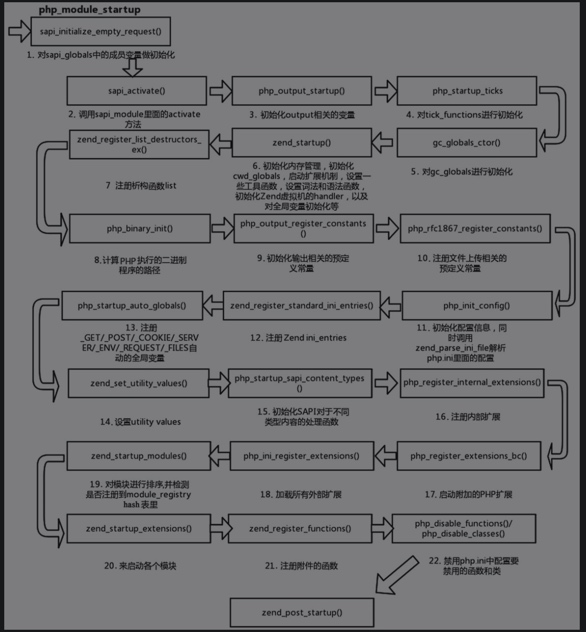 php_module_startup
sapi_initialize_empty_request()
1. 对sapi_globals中的成员变量做初始化
sapi_activate()
php_output_startup()
php_startup_ticks
2. 调用sapi_module里面的activate
方法
3. 初始化output相关的变量
4. 对tick_functions进行初始化
zend_register_list_destructors_
ex()
zend_startup()
gc_globals_ctor()
7 注册析构函数list
6. 初始化内存管理，初始化
cwd_globals，启动扩展机制，设置一
些工具函数，设置词法和语法函数，
初始化Zend虚拟机的handler，以及
对全局变量初始化等
5. 对gc_globals进行初始化
php_binary_init()
php_output_register_constants
()
php_rfc1867_register_constants()
8.计算PHP执行的二进制
程序的路径
9. 初始化输出相关的预定
义常量
10. 注册文件上传相关的
预定义常量
php_startup_auto_globals()
zend_register_standard_ini_entries()
php_init_config()
13. 注册
_GET/_POST/_COOKIE/_SERV
ER/_ENV/_REQUEST/_FILES自
动的全局变量
12. 注册 Zend ini_entries
11. 初始化配置信息，同
时调用
zend_parse_ini_file解析
php.ini里面的配置
zend_set_utility_values()
php_startup_sapi_content_types
()
php_register_internal_extensions()
14. 设置utility values
15. 初始化SAPI对于不同
类型内容的处理函数
16. 注册内部扩展
zend_startup_modules()
php_ini_register_extensions()
php_register_extensions_bc()
19. 对模块进行排序,并检测
是否注册到module_registry
hash 表里
18. 加载所有外部扩展
17. 启动附加的PHP扩展
zend_startup_extensions()
zend_register_functions()
php_disable_functions()/
php_disable_classes()
20. 来启动各个模块
21. 注册附件的函数
22. 禁用php.ini中配置要
禁用的函数和类
zend_post_startup()